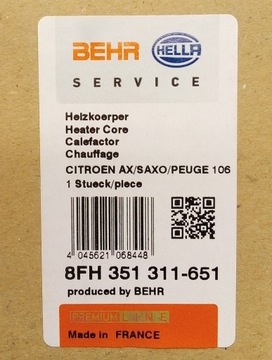 BEHR HELLA
SERVICE
Heizkoerper
Heater Core
Calefactor
Chauffage
CITROEN AX/SAXO/PEUGE 106
1 Stueck/piece
4 045621 068448
8FH 351 311-651
produced by BEHR
PREMIUM LINE
Made in FRANCE